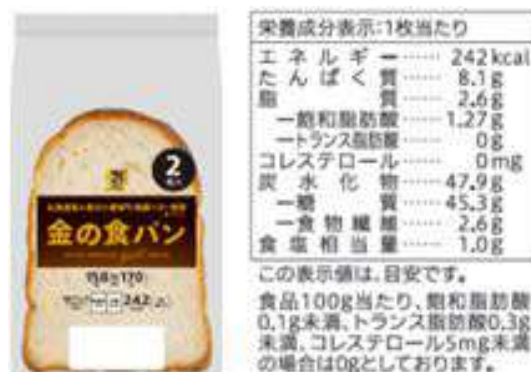 2
金の食パン
242
栄養成分表示:1枚当たり
エネルギー……242kcal
たんぱく質……8.1g
脂質……2.6g
―飽和脂肪酸……1.27g
―トランス脂肪酸……0g
コレステロール……0mg
炭水化物……47.9g
―糖質……45.3g
―食物繊維……2.6g
食塩相当量……1.0g
この表示値は、目安です。
食品100g当たり、飽和脂肪酸
0.1g未満、トランス脂肪酸0.3g
未満、コレステロール5mg未満
の場合は0gとしております。